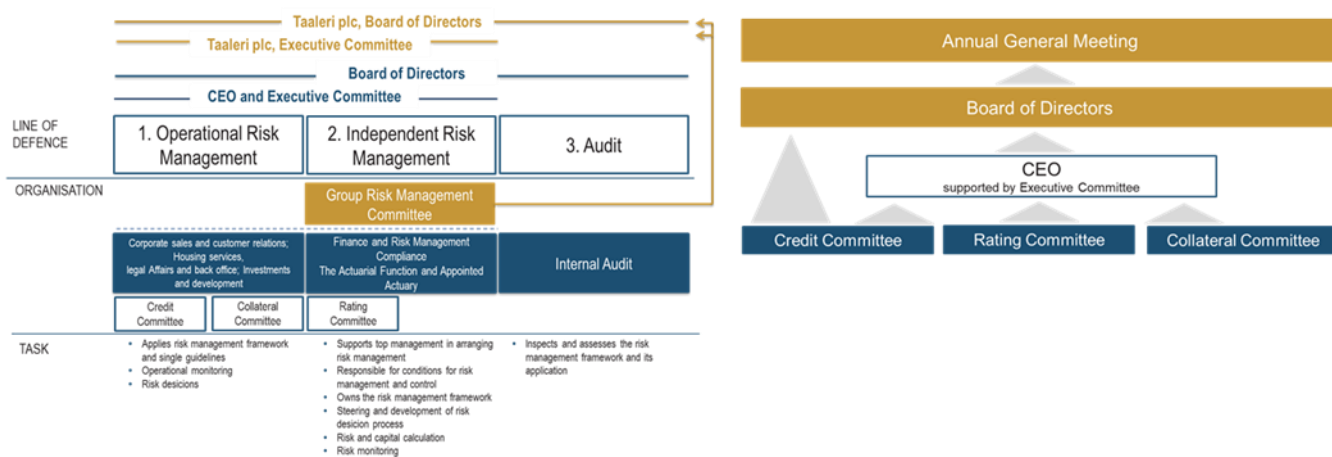 Taaleri plc, Board of Directors
Taaleri plc, Executive Committee
Board of Directors
CEO and Executive Committee
LINE OF
DEFENCE
1. Operational Risk
Management
2. Independent Risk
Management
3. Audit
ORGANISATION
Group Risk Management
Committee
Corporate sales and customer relations;
Housing services,
legal Affairs and back office; Investments
and development
Finance and Risk Management
Compliance
The Actuarial Function and Appointed
Actuary
Internal Audit
Credit
Committee
Collateral
Committee
Rating
Committee
TASK
• Applies risk management framework
and single guidelines
• Operational monitoring
• Risk desicions
• Supports top management in arranging
risk management
• Responsible for conditions for risk
management and control
• Owns the risk management framework
• Steering and development of risk
desicion process
• Risk and capital calculation
• Risk monitoring
• Inspects and assesses the risk
management framework and its
application
Annual General Meeting
Board of Directors
CEO
supported by Executive Committee
Credit Committee
Rating Committee
Collateral Committee